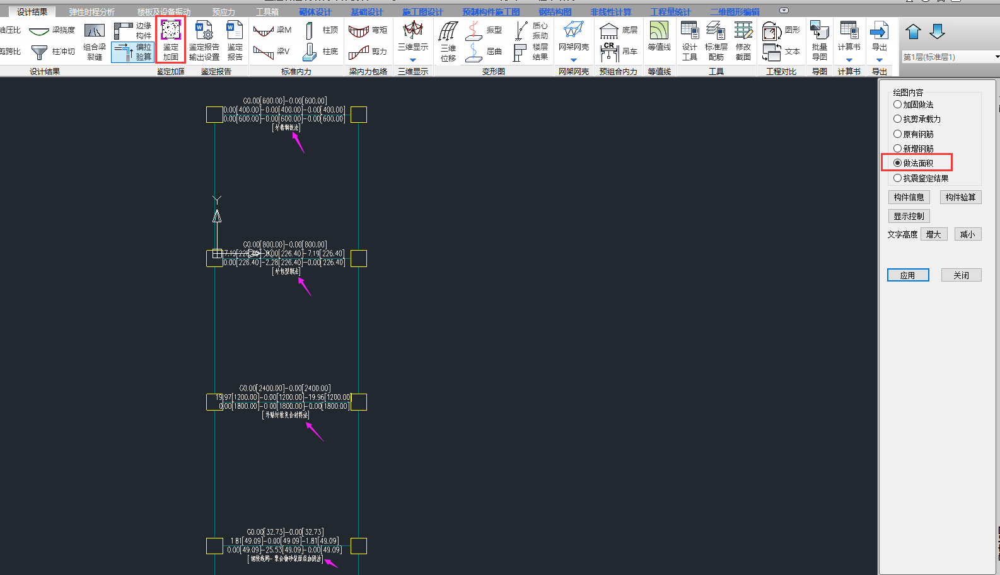 设计结果 弹性时程分析 楼板及设备振动 预应力 工具箱 砌体设计 基础设计 施工图设计 预制构件施工图 钢结构图 非线性计算 工程量统计 二维图形编辑
轴压比 梁挠度 组合梁裂缝 边缘构件 鉴定加固 鉴定报告输出设置 鉴定报告 梁M 柱顶 弯矩 三维显示 三维位移 振型 质心振动 网架网壳 底层 等值线 设计工具 标准层配筋 修改截面 图形 批量导图 计算书 导出
剪跨比 柱冲切 偏拉验算 梁V 柱底 剪力 屈曲 楼层结果 CR 吊车 文本 第1层(标准层1)
设计结果 鉴定加固 鉴定报告 标准内力 梁内力包络 三维显示 变形图 网架网壳 预组合内力 等值线 工具 工程对比 导图 计算书 导出
G0.00[600.00]-0.00[600.00]
0.00[400.00]-0.00[400.00]-0.00[400.00]
0.00[600.00]-0.00[600.00]-0.00[600.00]
[外粘钢板法]
Y
G0.00[800.00]-0.00[800.00]
7.19[226.40]-0.00[226.40]-7.19[226.40]
X
0.00[226.40]-2.28[226.40]-0.00[226.40]
[外包型钢法]
G0.00[2400.00]-0.00[2400.00]
19.97[1200.00]-0.00[1200.00]-19.96[1200.00]
0.00[1800.00]-0.00[1800.00]-0.00[1800.00]
[外贴纤维复合材料法]
G0.00[32.73]-0.00[32.73]
1.81[49.09]-0.00[49.09]-1.81[49.09]
0.00[49.09]-25.53[49.09]-0.00[49.09]
[钢绞线网-聚合物砂浆面层加固法]
绘图内容
加固做法
抗剪承载力
原有钢筋
新增钢筋
做法面积
抗震鉴定结果
构件信息 构件验算
显示控制
文字高度 增大 减小
应用 关闭